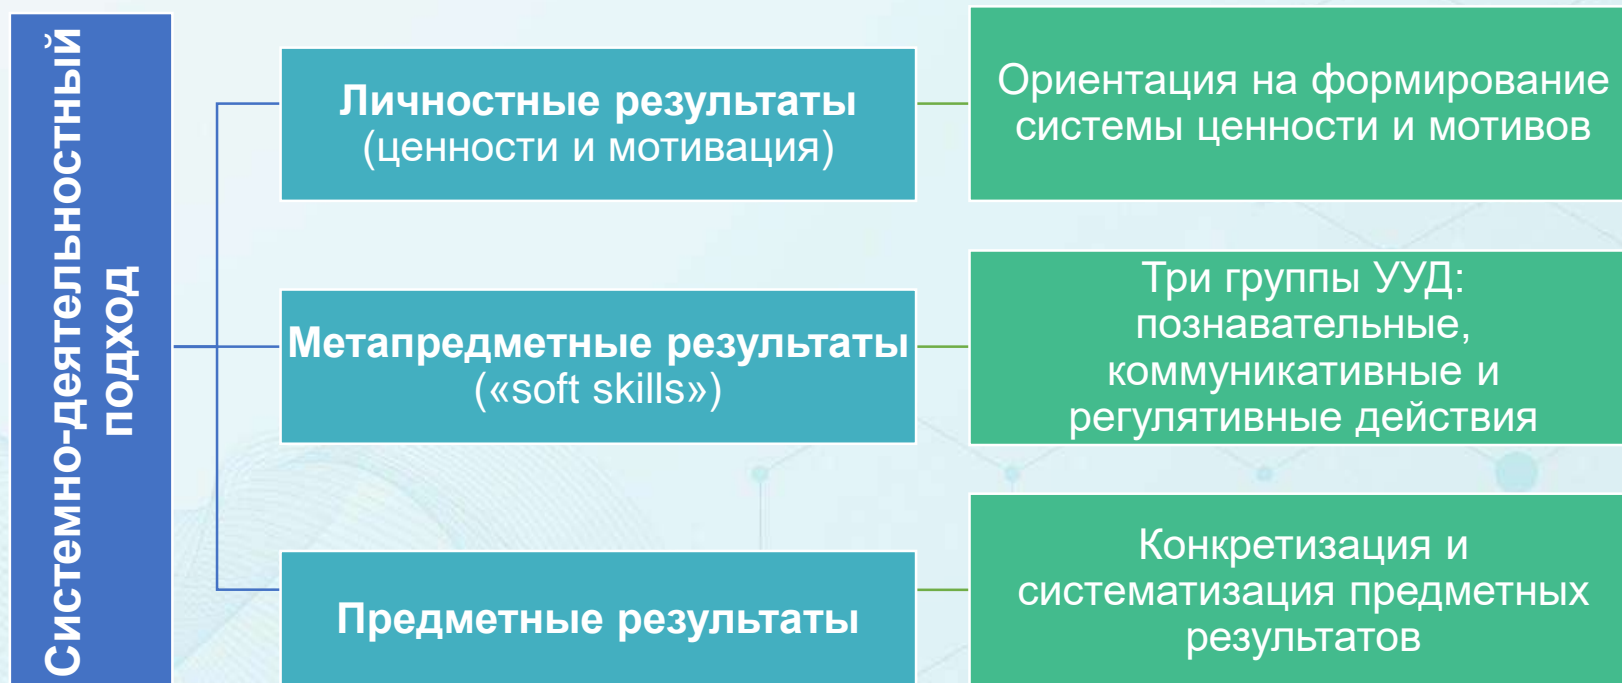 Системно-деятельностный
подход
Личностные результаты
(ценности и мотивация)
Ориентация на формирование
системы ценности и мотивов
Метапредметные результаты
(«soft skills»)
Три группы УУД:
познавательные,
коммуникативные и
регулятивные действия
Предметные результаты
Конкретизация и
систематизация предметных
результатов